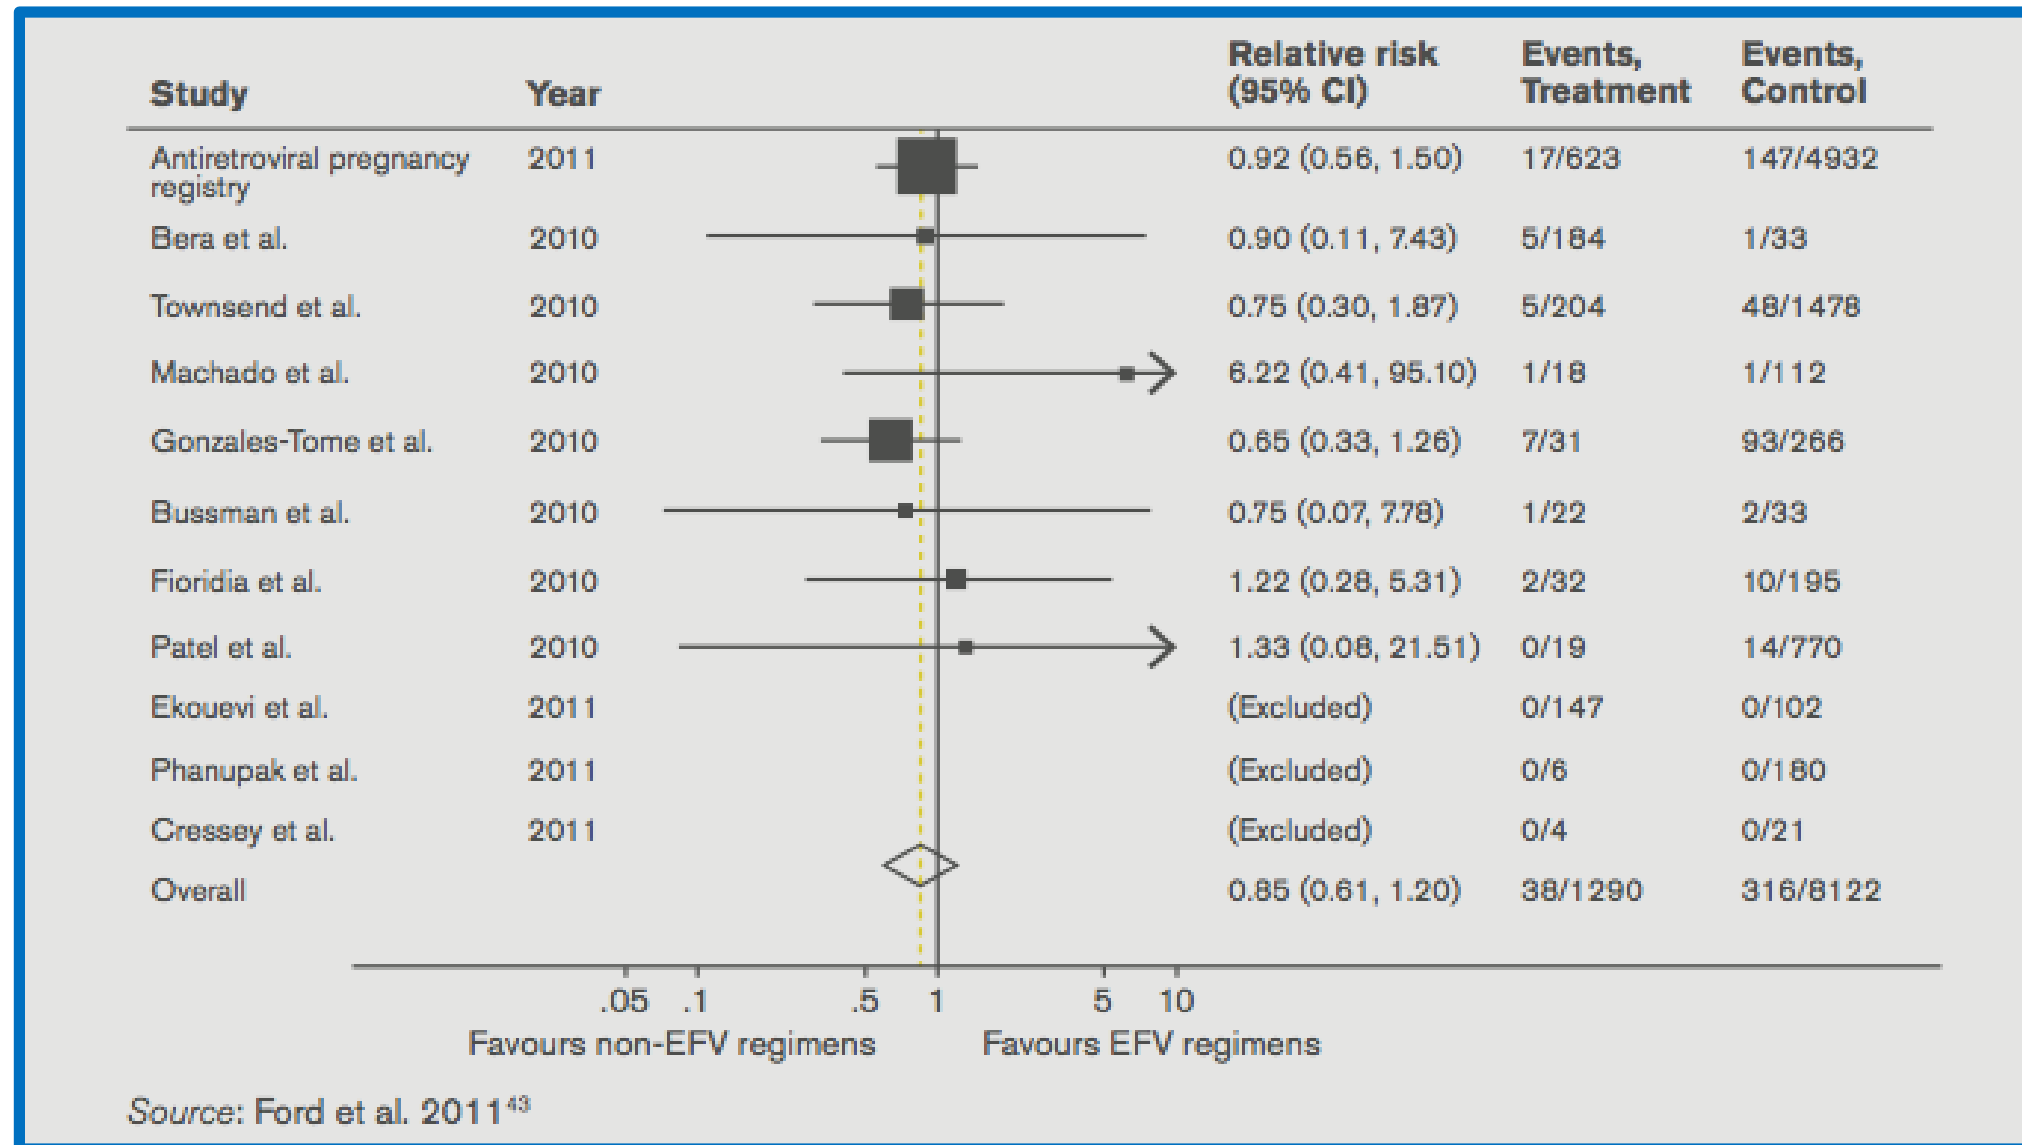 Study Year Relative risk (95% CI) Events, Treatment Events, Control
Antiretroviral pregnancy registry 2011 0.92 (0.56, 1.50) 17/623 147/4932
Bera et al. 2010 0.90 (0.11, 7.43) 5/184 1/33
Townsend et al. 2010 0.75 (0.30, 1.87) 5/204 48/1478
Machado et al. 2010 6.22 (0.41, 95.10) 1/18 1/112
Gonzales-Tome et al. 2010 0.65 (0.33, 1.26) 7/31 93/266
Bussman et al. 2010 0.75 (0.07, 7.78) 1/22 2/33
Fioridia et al. 2010 1.22 (0.28, 5.31) 2/32 10/195
Patel et al. 2010 1.33 (0.08, 21.51) 0/19 14/770
Ekouevi et al. 2011 (Excluded) 0/147 0/102
Phanupak et al. 2011 (Excluded) 0/6 0/180
Cressey et al. 2011 (Excluded) 0/4 0/21
Overall 0.85 (0.61, 1.20) 38/1290 316/8122
.05 .1 .5 1 5 10
Favours non-EFV regimens Favours EFV regimens
Source: Ford et al. 2011⁴³